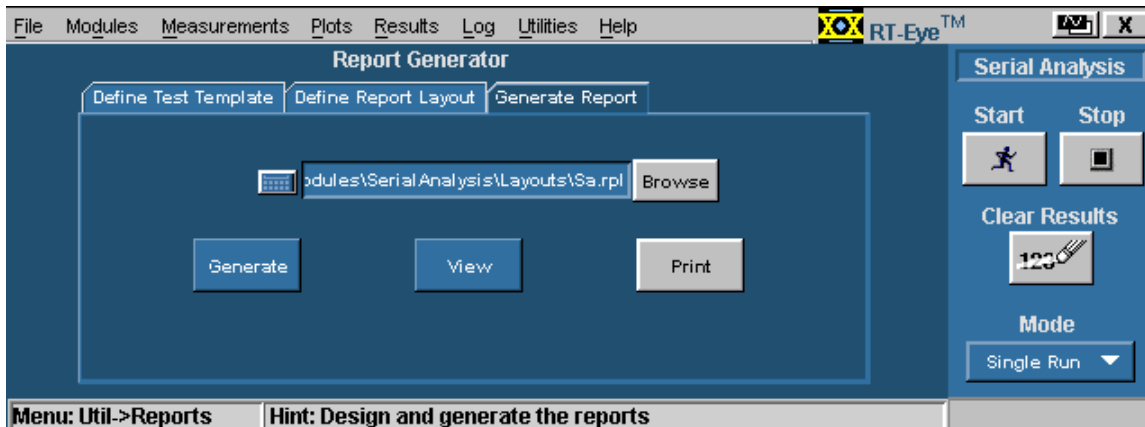 File Modules Measurements Plots Results Log Utilities Help RT-Eye™ X
Report Generator
Define Test Template Define Report Layout Generate Report
odules\SerialAnalysis\Layouts\Sa.rpl Browse
Generate View Print
Serial Analysis
Start Stop
Clear Results
123
Mode
Single Run
Menu: Util->Reports Hint: Design and generate the reports